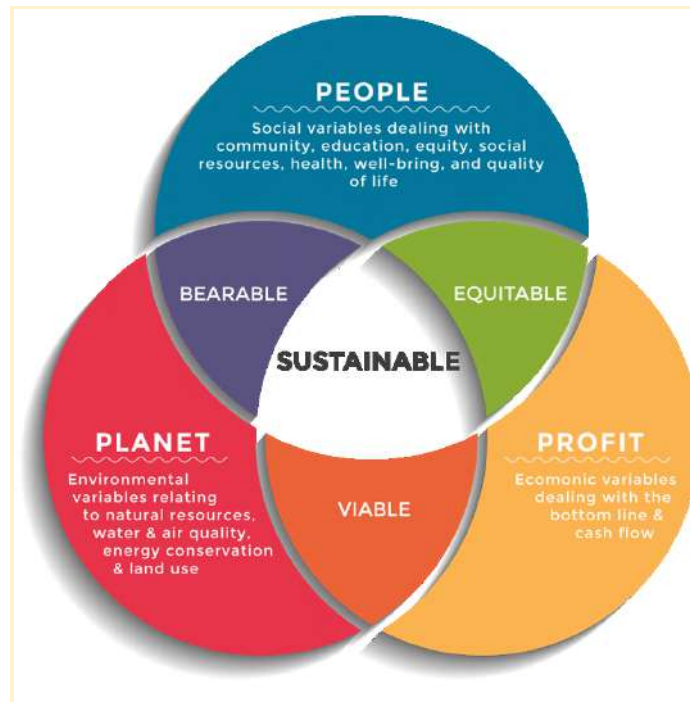 PEOPLE
Social variables dealing with
community, education, equity, social
resources, health, well-bring, and quality
of life
BEARABLE
EQUITABLE
SUSTAINABLE
PLANET
Environmental
variables relating
to natural resources,
water & air quality,
energy conservation
& land use
PROFIT
Ecomonic variables
dealing with the
bottom line &
cash flow
VIABLE